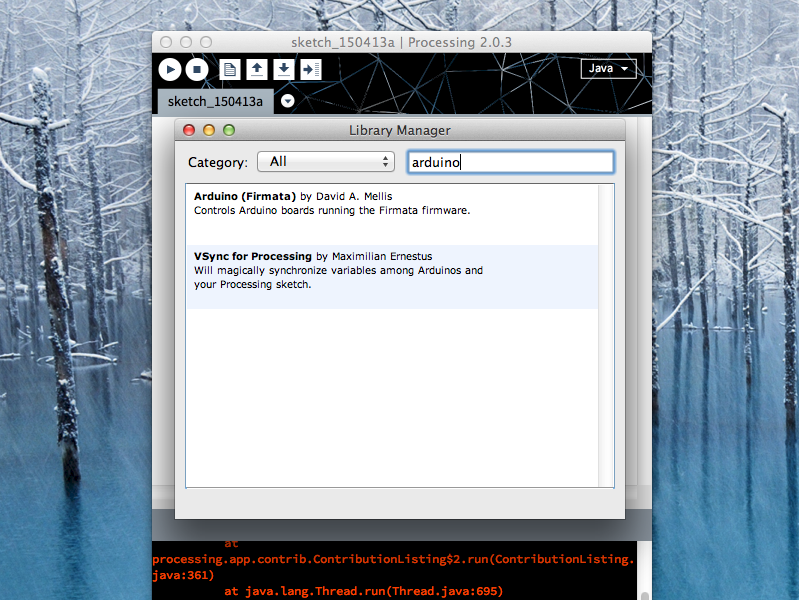 sketch_150413a | Processing 2.0.3
Java
sketch_150413a
Library Manager
Category: All arduino
Arduino (Firmata) by David A. Mellis
Controls Arduino boards running the Firmata firmware.
VSync for Processing by Maximilian Ernestus
Will magically synchronize variables among Arduinos and
your Processing sketch.
at
processing.app.contrib.ContributionListing$2.run(ContributionListing.
java:361)
at java.lang.Thread.run(Thread.java:695)